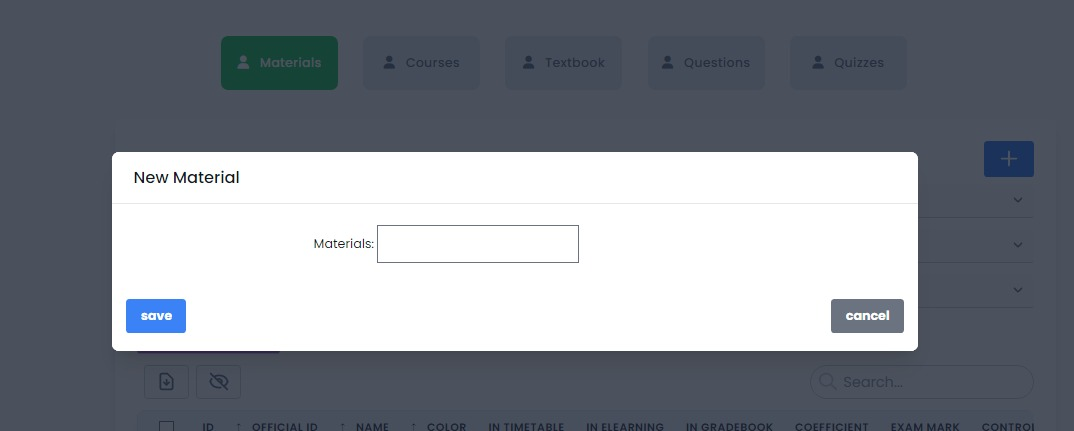 Materials Courses Textbook Questions Quizzes
New Material
Materials:
save cancel
Search...
ID ↑ OFFICIAL ID ↑ NAME ↑ COLOR IN TIMETABLE IN ELEARNING IN GRADEBOOK COEFFICIENT EXAM MARK CONTROL